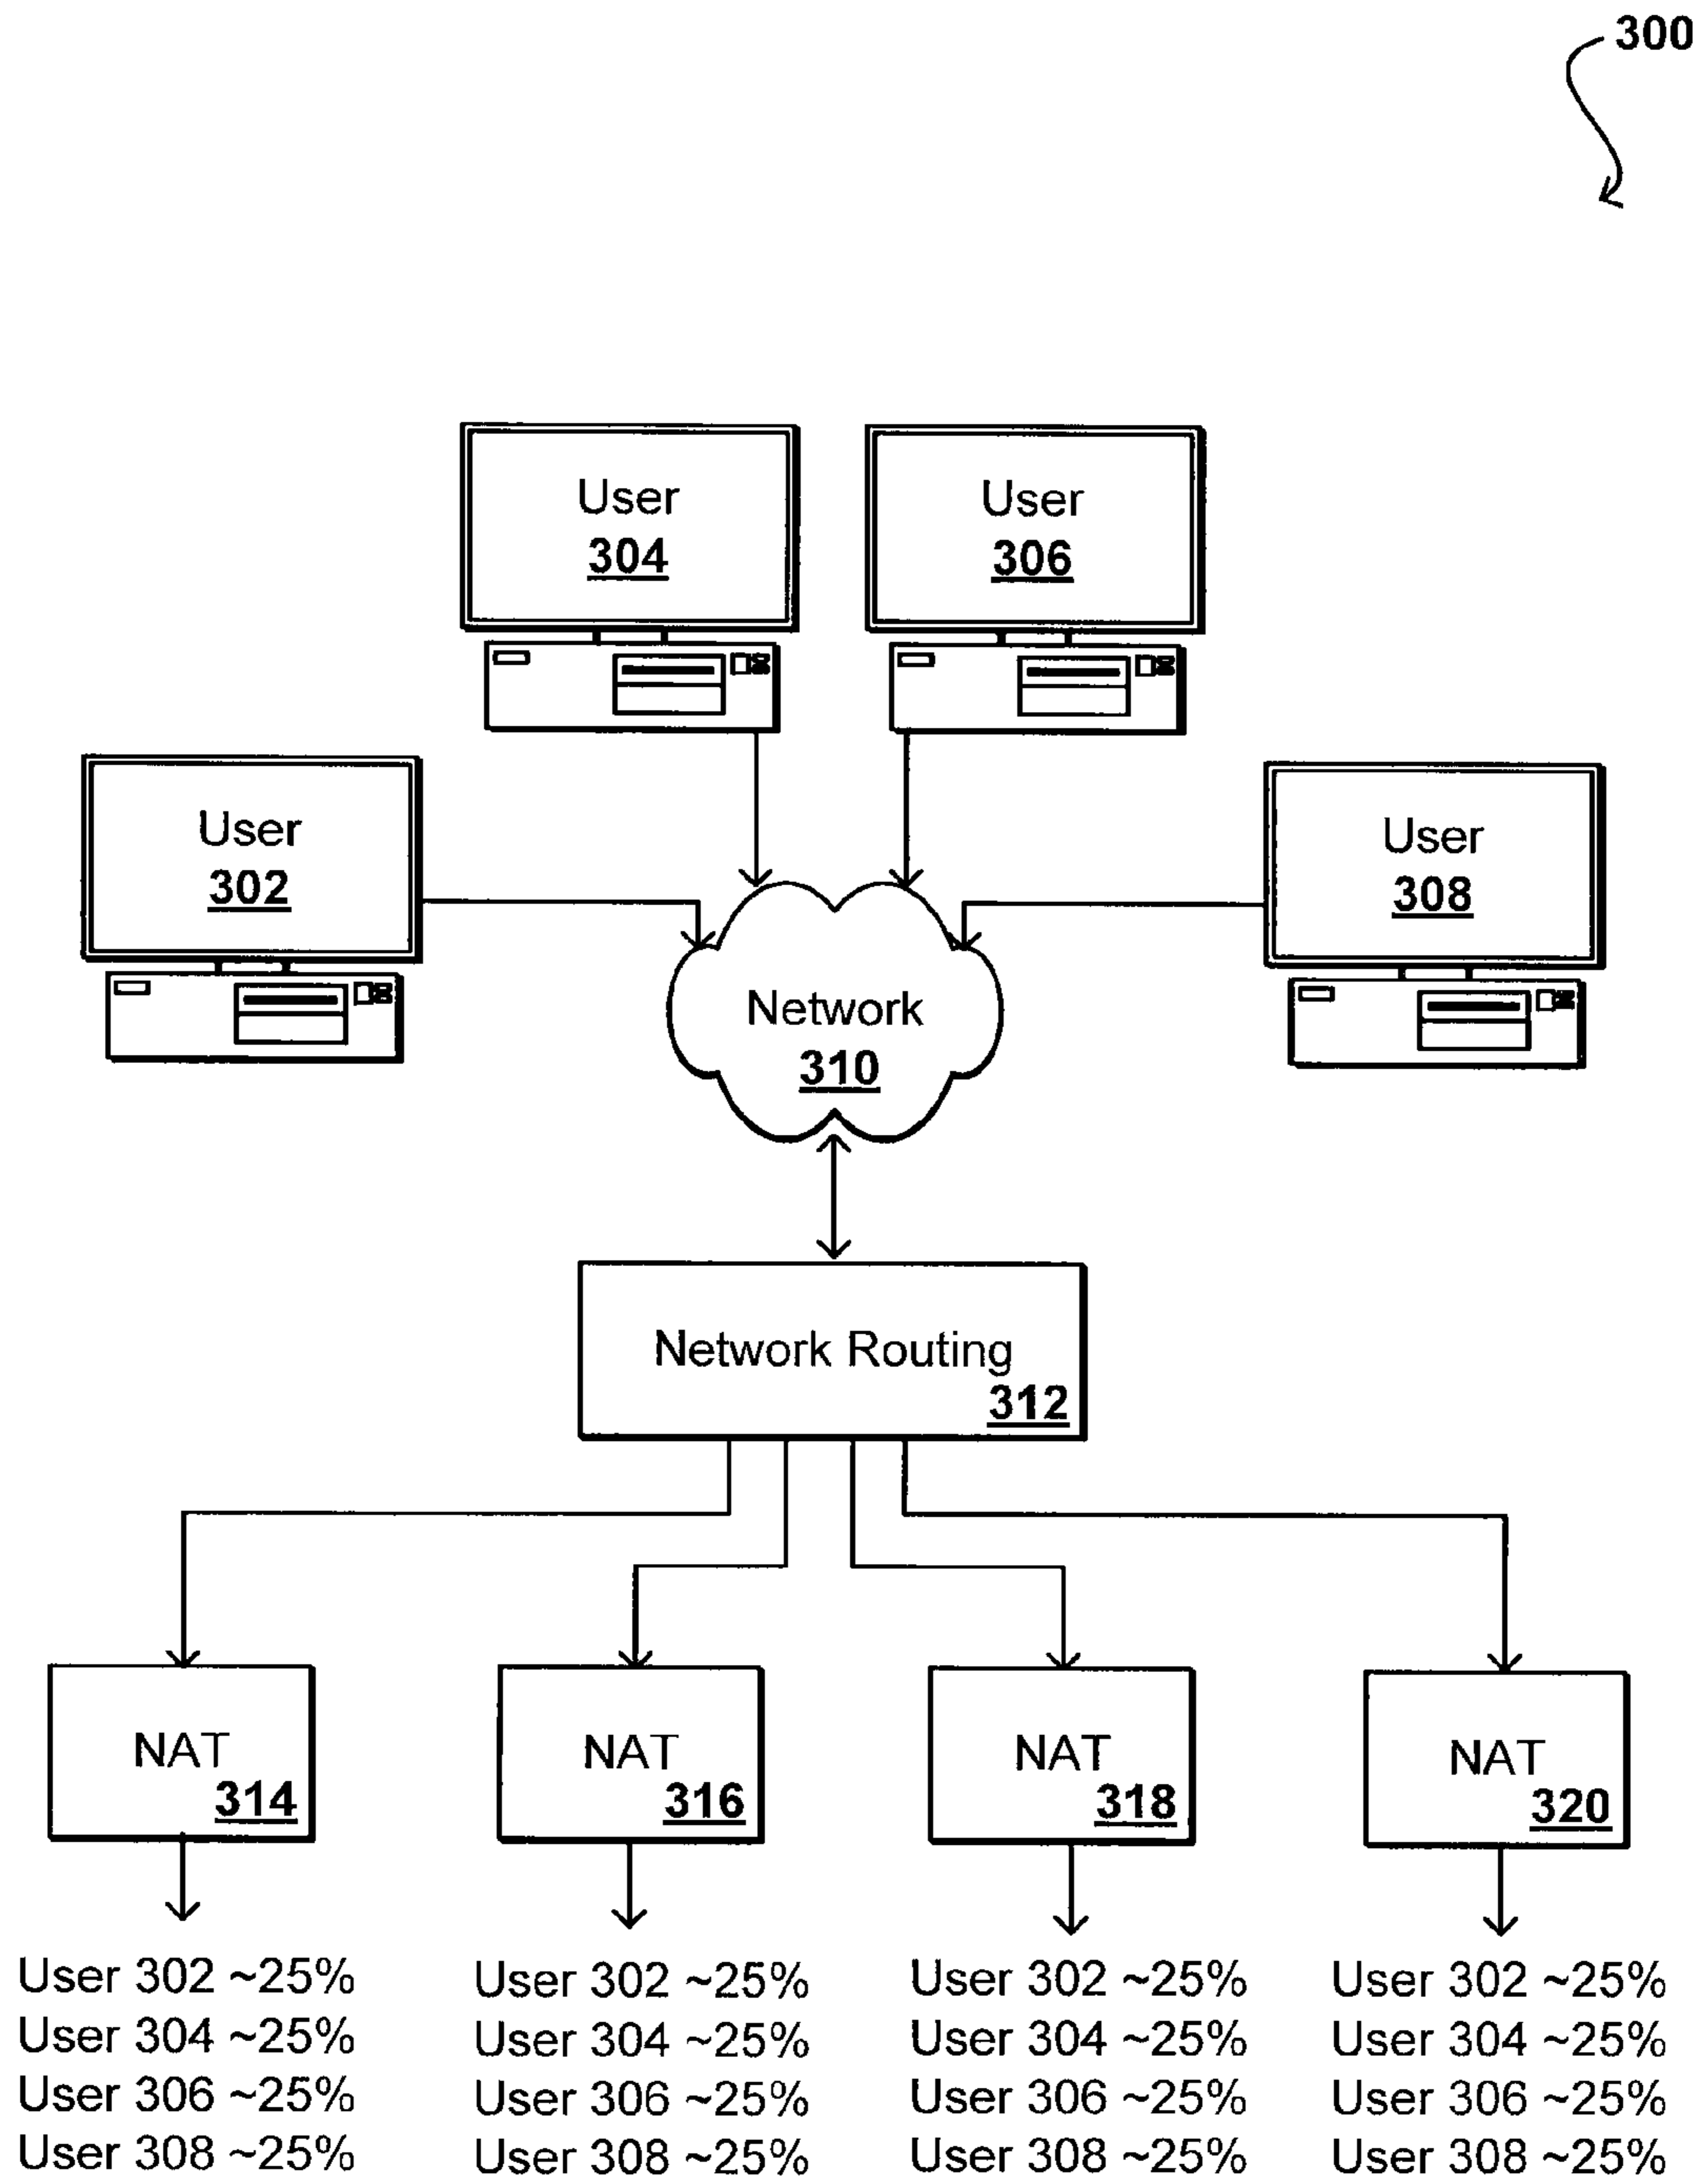 300
User
304
User
306
User
302
User
308
Network
310
Network Routing
312
NAT
314
NAT
316
NAT
318
NAT
320
User 302 ~25%
User 304 ~25%
User 306 ~25%
User 308 ~25%
User 302 ~25%
User 304 ~25%
User 306 ~25%
User 308 ~25%
User 302 ~25%
User 304 ~25%
User 306 ~25%
User 308 ~25%
User 302 ~25%
User 304 ~25%
User 306 ~25%
User 308 ~25%